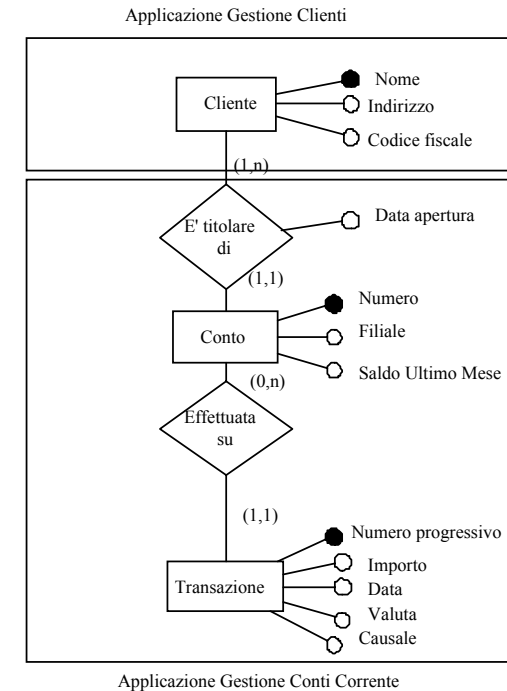 Applicazione Gestione Clienti
Nome
Cliente
Indirizzo
Codice fiscale
(1,n)
Data apertura
E' titolare
di
(1,1)
Numero
Filiale
Conto
Saldo Ultimo Mese
(0,n)
Effettuata
su
(1,1)
Numero progressivo
Importo
Transazione
Data
Valuta
Causale
Applicazione Gestione Conti Corrente